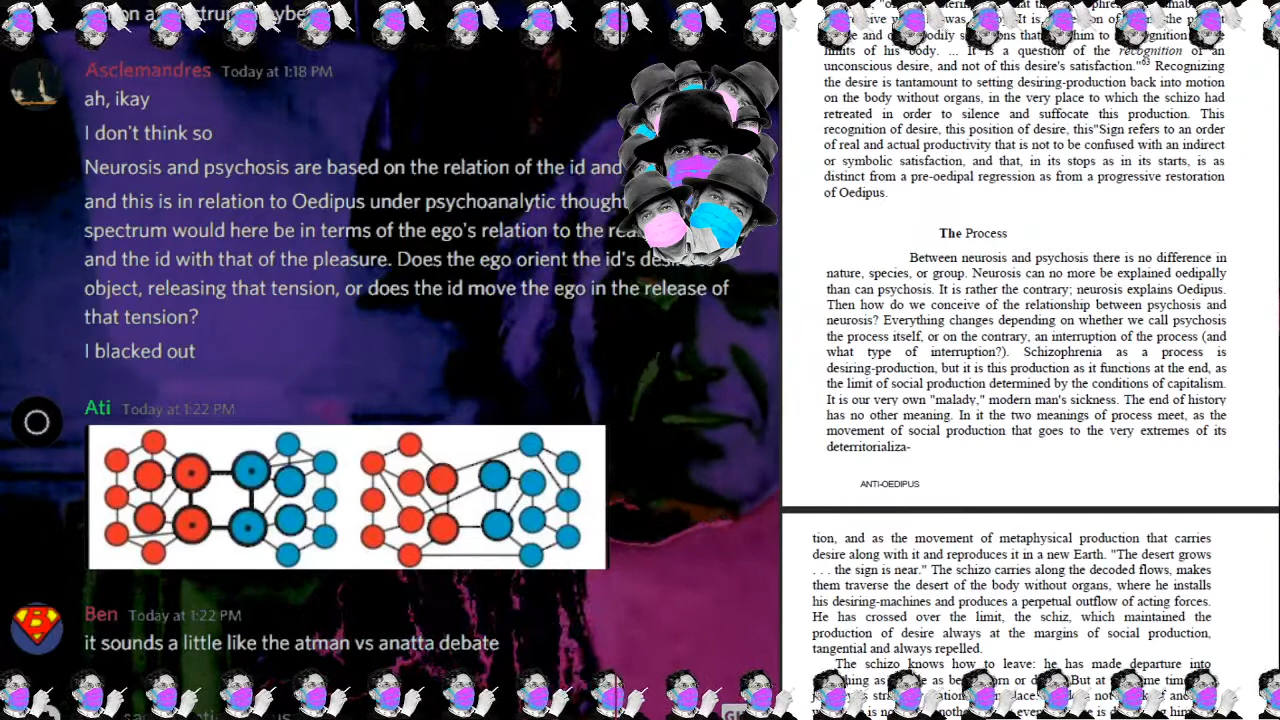 on a
Asclemandres Today at 1:18 PM
ah, ikay
I don't think so
Neurosis and psychosis are based on the relation of the id and
and this is in relation to Oedipus under psychoanalytic thought
spectrum would here be in terms of the ego's relation to the
and the id with that of the pleasure. Does the ego orient the id's
object, releasing that tension, or does the id move the ego in the release of
that tension?
I blacked out
Ati Today at 1:22 PM
Ben Today at 1:22 PM
it sounds a little like the atman vs anatta debate
limits of his body. ... It is a question of the recognition of an
unconscious desire, and not of this desire's satisfaction."63 Recognizing
the desire is tantamount to setting desiring-production back into motion
on the body without organs, in the very place to which the schizo had
retreated in order to silence and suffocate this production. This
recognition of desire, this position of desire, this"Sign refers to an order
of real and actual productivity that is not to be confused with an indirect
or symbolic satisfaction, and that, in its stops as in its starts, is as
distinct from a pre-oedipal regression as from a progressive restoration
of Oedipus.
The Process
Between neurosis and psychosis there is no difference in
nature, species, or group. Neurosis can no more be explained oedipally
than can psychosis. It is rather the contrary; neurosis explains Oedipus.
Then how do we conceive of the relationship between psychosis and
neurosis? Everything changes depending on whether we call psychosis
the process itself, or on the contrary, an interruption of the process (and
what type of interruption?). Schizophrenia as a process is
desiring-production, but it is this production as it functions at the end, as
the limit of social production determined by the conditions of capitalism.
It is our very own "malady," modern man's sickness. The end of history
has no other meaning. In it the two meanings of process meet, as the
movement of social production that goes to the very extremes of its
deterritorializa-
ANTI-OEDIPUS
tion, and as the movement of metaphysical production that carries
desire along with it and reproduces it in a new Earth. "The desert grows
. . . the sign is near." The schizo carries along the decoded flows, makes
them traverse the desert of the body without organs, where he installs
his desiring-machines and produces a perpetual outflow of acting forces.
He has crossed over the limit, the schiz, which maintained the
production of desire always at the margins of social production,
tangential and always repelled.
The schizo knows how to leave: he has made departure into